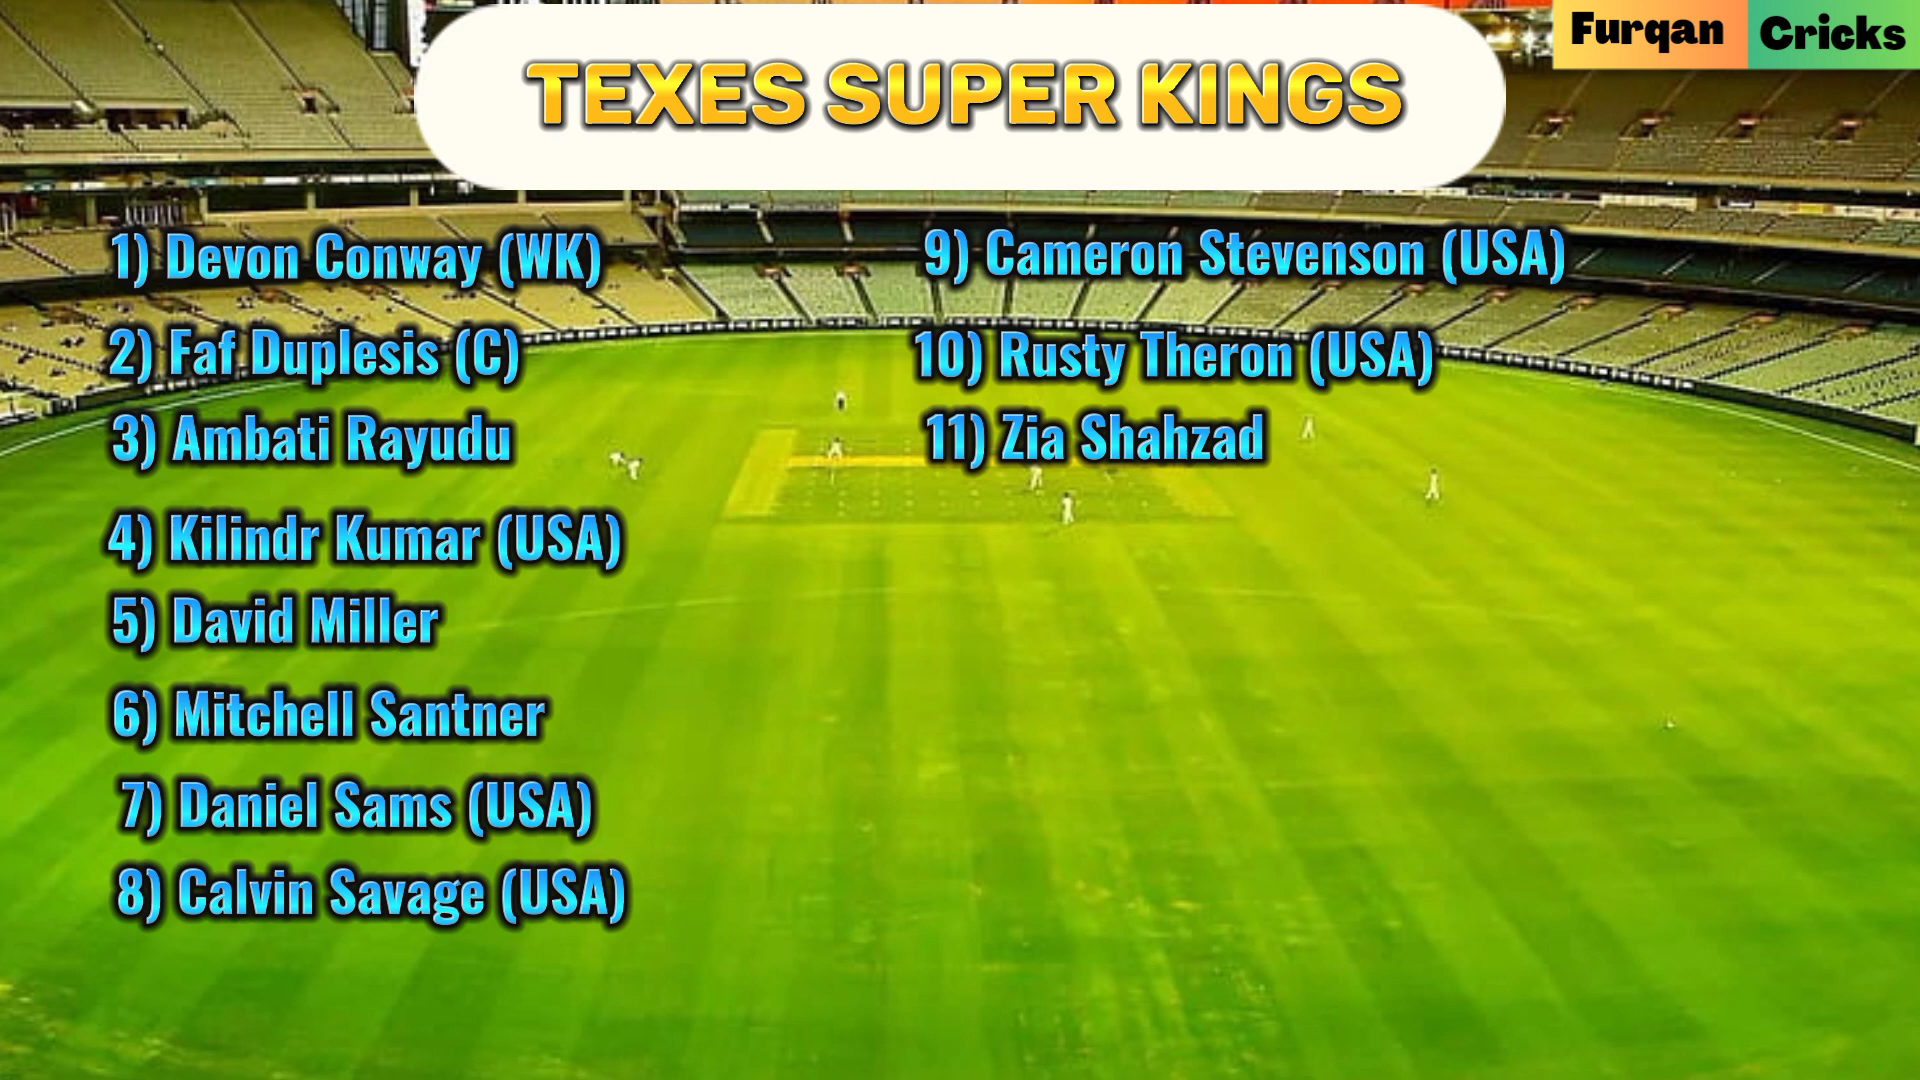 Furqan Cricks
TEXES SUPER KINGS
1) Devon Conway (WK)
2) Faf Duplesis (C)
3) Ambati Rayudu
4) Kilindr Kumar (USA)
5) David Miller
6) Mitchell Santner
7) Daniel Sams (USA)
8) Calvin Savage (USA)
9) Cameron Stevenson (USA)
10) Rusty Theron (USA)
11) Zia Shahzad